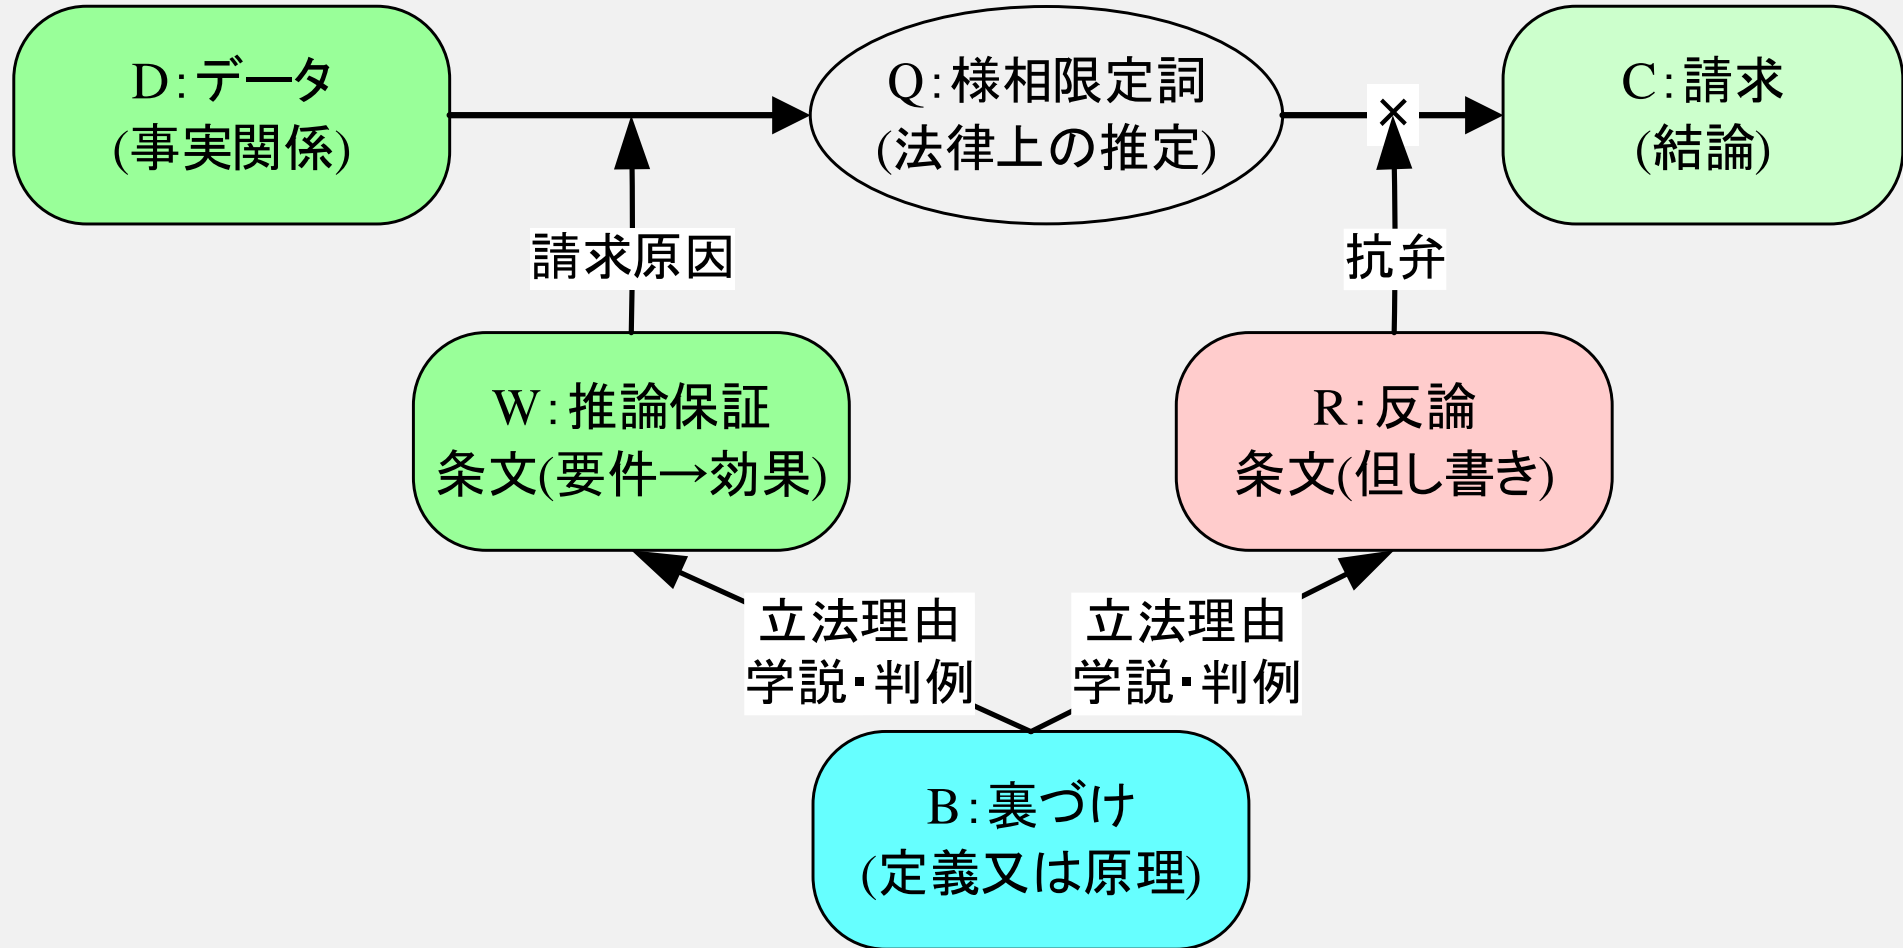 D：データ
(事実関係)
Q：様相限定詞
(法律上の推定)
×
C：請求
(結論)
請求原因
抗弁
W：推論保証
条文(要件→効果)
R：反論
条文(但し書き)
立法理由
学説・判例
立法理由
学説・判例
B：裏づけ
(定義又は原理)